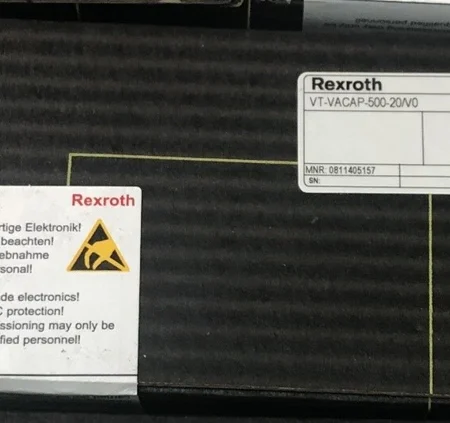 Rexroth
VT-VACAP-500-20/V0
MNR: 0811405157
SN:
Rexroth
rtige Elektronik!
beachten!
ebnahme
rsonal!
de electronics!
C protection!
ssioning may only be
fied personnel!